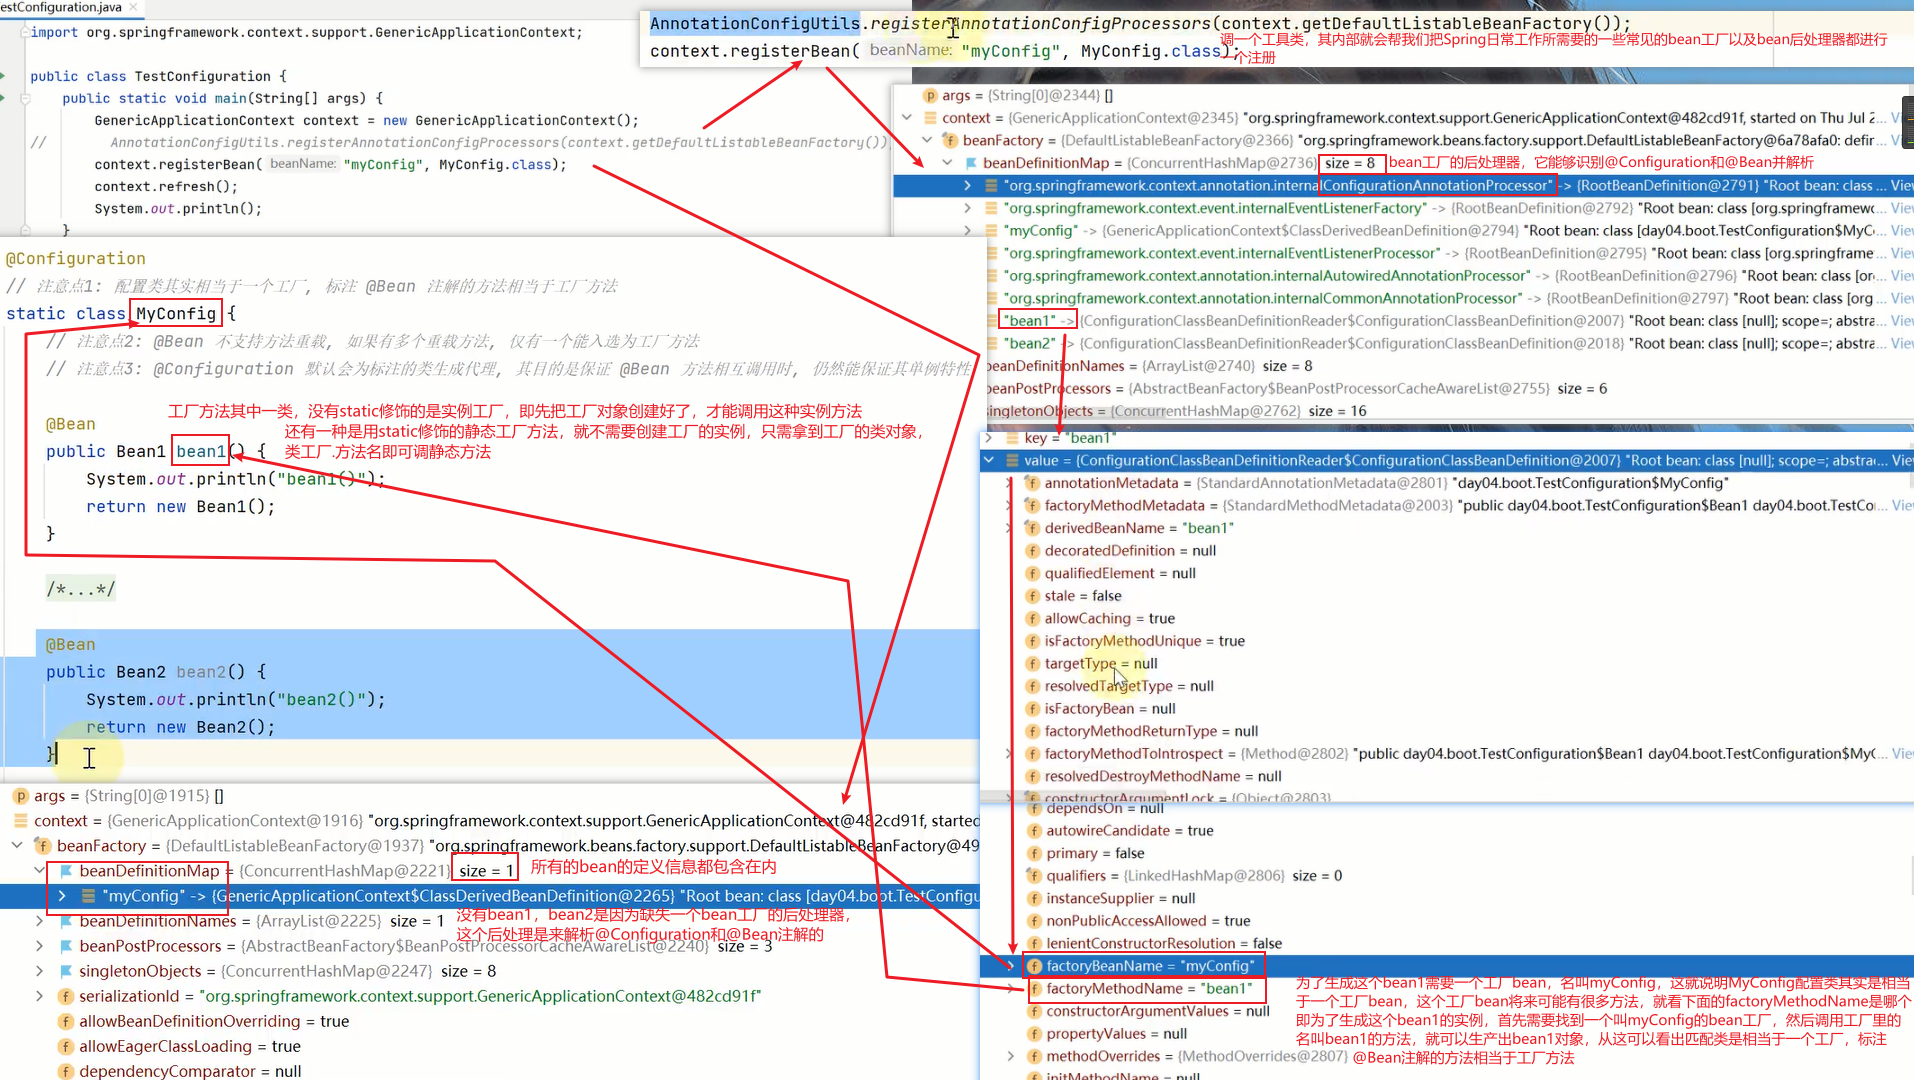 estConfiguration.java
import org.springframework.context.support.GenericApplicationContext;
public class TestConfiguration {
public static void main(String[] args) {
GenericApplicationContext context = new GenericApplicationContext();
// AnnotationConfigUtils.registerAnnotationConfigProcessors(context.getDefaultListableBeanFactory())
context.registerBean( beanName: "myConfig", MyConfig.class);
context.refresh();
System.out.println();
}
AnnotationConfigUtils.registerAnnotationConfigProcessors(context.getDefaultListableBeanFactory());
context.registerBean( beanName: "myConfig", MyConfig.class);
调一个工具类，其内部就会帮我们把Spring日常工作所需要的一些常见的bean工厂以及bean后处理器都进行
一个注册
@Configuration
// 注意点1: 配置类其实相当于一个工厂, 标注 @Bean 注解的方法相当于工厂方法
static class MyConfig {
// 注意点2: @Bean 不支持方法重载, 如果有多个重载方法, 仅有一个能入选为工厂方法
// 注意点3: @Configuration 默认会为标注的类生成代理, 其目的是保证 @Bean 方法相互调用时, 仍然能保证其单例特性
工厂方法其中一类，没有static修饰的是实例工厂，即先把工厂对象创建好了，才能调用这种实例方法
@Bean
还有一种是用static修饰的静态工厂方法，就不需要创建工厂的实例，只需拿到工厂的类对象，
public Bean1 bean1() {
类工厂.方法名即可调静态方法
System.out.println("bean1()");
return new Bean1();
}
/*...*/
@Bean
public Bean2 bean2() {
System.out.println("bean2()");
return new Bean2();
}
args = {String[0]@1915} []
context = {GenericApplicationContext@1916} "org.springframework.context.support.GenericApplicationContext@482cd91f, started
beanFactory = {DefaultListableBeanFactory@1937} "org.springframework.beans.factory.support.DefaultListableBeanFactory@49
beanDefinitionMap = {ConcurrentHashMap@2221} size = 1 所有的bean的定义信息都包含在内
"myConfig" -> {GenericApplicationContext$ClassDerivedBeanDefinition@2265} "Root bean: class [day04.boot.TestConfigu
beanDefinitionNames = {ArrayList@2225} size = 1
没有bean1，bean2是因为缺失一个bean工厂的后处理器，
这个后处理是来解析@Configuration和@Bean注解的
beanPostProcessors = {AbstractBeanFactory$BeanPostProcessorCacheAwareList@2240} size = 3
singletonObjects = {ConcurrentHashMap@2247} size = 8
serializationId = "org.springframework.context.support.GenericApplicationContext@482cd91f"
allowBeanDefinitionOverriding = true
allowEagerClassLoading = true
dependencyComparator = null
args = {String[0]@2344} []
context = {GenericApplicationContext@2345} "org.springframework.context.support.GenericApplicationContext@482cd91f, started on Thu Jul 2... Vi
beanFactory = {DefaultListableBeanFactory@2366} "org.springframework.beans.factory.support.DefaultListableBeanFactory@6a78afa0: defir
beanDefinitionMap = {ConcurrentHashMap@2736} size = 8 bean工厂的后处理器，它能够识别@Configuration和@Bean并解析
"org.springframework.context.annotation.internalConfigurationAnnotationProcessor" -> {RootBeanDefinition@2791} "Root bean: class ... View
"org.springframework.context.event.internalEventListenerFactory" -> {RootBeanDefinition@2792} "Root bean: class [org.springframewo... View
"myConfig" -> {GenericApplicationContext$ClassDerivedBeanDefinition@2794} "Root bean: class [day04.boot.TestConfiguration$MyC... View
"org.springframework.context.event.internalEventListenerProcessor" -> {RootBeanDefinition@2795} "Root bean: class [org.springfram... View
"org.springframework.context.annotation.internalAutowiredAnnotationProcessor" -> {RootBeanDefinition@2796} "Root bean: class [or... View
"org.springframework.context.annotation.internalCommonAnnotationProcessor" -> {RootBeanDefinition@2797} "Root bean: class [org... View
"bean1" -> {ConfigurationClassBeanDefinitionReader$ConfigurationClassBeanDefinition@2007} "Root bean: class [null]; scope=; abstra... View
"bean2" -> {ConfigurationClassBeanDefinitionReader$ConfigurationClassBeanDefinition@2018} "Root bean: class [null]; scope=; abstra... View
beanDefinitionNames = {ArrayList@2740} size = 8
beanPostProcessors = {AbstractBeanFactory$BeanPostProcessorCacheAwareList@2755} size = 6
singletonObjects = {ConcurrentHashMap@2762} size = 16
key = "bean1"
value = {ConfigurationClassBeanDefinitionReader$ConfigurationClassBeanDefinition@2007} "Root bean: class [null]; scope=; abstrac... View
annotationMetadata = {StandardAnnotationMetadata@2801} "day04.boot.TestConfiguration$MyConfig"
factoryMethodMetadata = {StandardMethodMetadata@2003} "public day04.boot.TestConfiguration$Bean1 day04.boot.TestCo... View
derivedBeanName = "bean1"
decoratedDefinition = null
qualifiedElement = null
stale = false
allowCaching = true
isFactoryMethodUnique = true
targetType = null
resolvedTargetType = null
isFactoryBean = null
factoryMethodReturnType = null
factoryMethodToIntrospect = {Method@2802} "public day04.boot.TestConfiguration$Bean1 day04.boot.TestConfiguration$MyC... View
resolvedDestroyMethodName = null
constructorArgumentLock = {Object@2803}
dependsOn = null
autowireCandidate = true
primary = false
qualifiers = {LinkedHashMap@2806} size = 0
instanceSupplier = null
nonPublicAccessAllowed = true
lenientConstructorResolution = false
factoryBeanName = "myConfig"
factoryMethodName = "bean1"
constructorArgumentValues = null
propertyValues = null
methodOverrides = {MethodOverrides@2807} size = 0
initMethodName = null
为了生成这个bean1需要一个工厂bean，名叫myConfig，这就说明MyConfig配置类其实是相当
于一个工厂bean，这个工厂bean将来可能有很多方法，就看下面的factoryMethodName是哪个
即为了生成这个bean1的实例，首先需要找到一个叫myConfig的bean工厂，然后调用工厂里的
名叫bean1的方法，就可以生产出bean1对象，从这可以看出匹配类是相当于一个工厂，标注
@Bean注解的方法相当于工厂方法